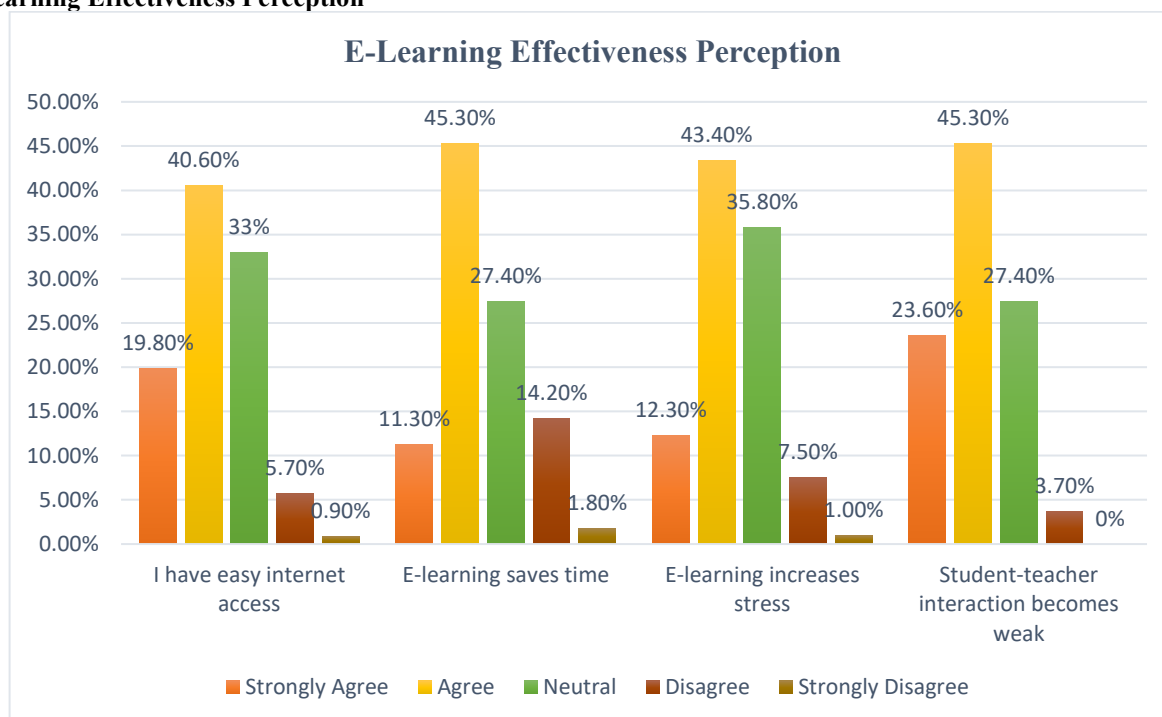 earning Effectiveness Perception
E-Learning Effectiveness Perception
50.00%
45.00%
40.00%
35.00%
30.00%
25.00%
20.00%
15.00%
10.00%
5.00%
0.00%
19.80%
40.60%
33%
5.70%
0.90%
11.30%
45.30%
27.40%
14.20%
1.80%
12.30%
43.40%
35.80%
7.50%
1.00%
23.60%
45.30%
27.40%
3.70%
0%
I have easy internet
access
E-learning saves time
E-learning increases
stress
Student-teacher
interaction becomes
weak
Strongly Agree Agree Neutral Disagree Strongly Disagree